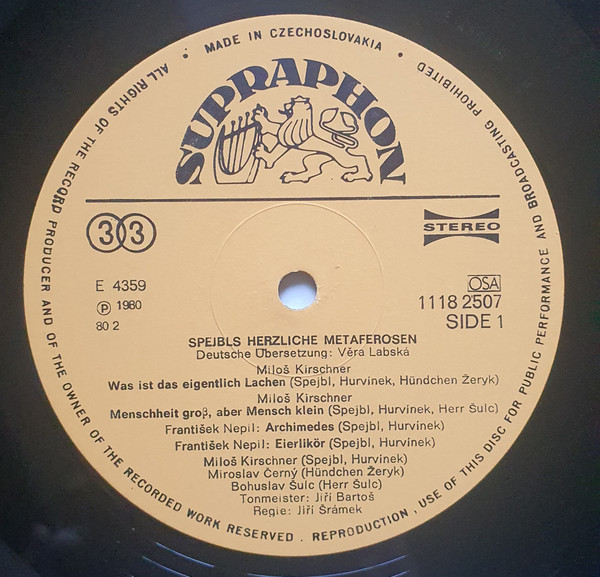 MADE IN CZECHOSLOVAKIA
ALL RIGHTS OF THE RECORD PRODUCER AND OF THE OWNER OF THE RECORDED WORK RESERVED . REPRODUCTION, USE OF THIS DISC FOR PUBLIC PERFORMANCE AND BROADCASTING PROHIBITED
SUPRAPHON
33
STEREO
E 4359
℗ 1980
80 2
OSA
1118 2507
SIDE 1
SPEJBLS HERZLICHE METAFEROSEN
Deutsche Übersetzung: Věra Labská
Miloš Kirschner
Was ist das eigentlich Lachen (Spejbl, Hurvínek, Hündchen Žeryk)
Miloš Kirschner
Menschheit groβ, aber Mensch klein (Spejbl, Hurvínek, Herr Šulc)
František Nepil: Archimedes (Spejbl, Hurvínek)
František Nepil: Eierlikör (Spejbl, Hurvínek)
Miloš Kirschner (Spejbl, Hurvínek)
Miroslav Černý (Hündchen Žeryk)
Bohuslav Šulc (Herr Šulc)
Tonmeister: Jiří Bartoš
Regie: Jiří Šrámek